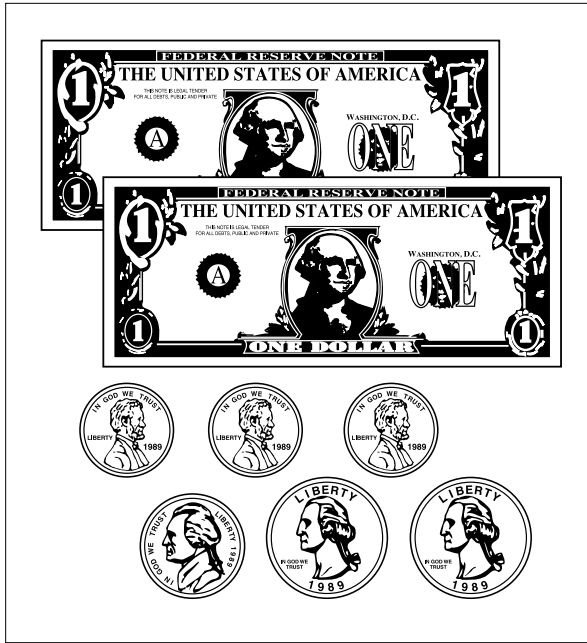 FEDERAL RESERVE NOTE
1 THE UNITED STATES OF AMERICA 1
THIS NOTE IS LEGAL TENDER
FOR ALL DEBTS, PUBLIC AND PRIVATE
WASHINGTON, D.C.
A
ONE
1
FEDERAL RESERVE NOTE
1 THE UNITED STATES OF AMERICA 1
THIS NOTE IS LEGAL TENDER
FOR ALL DEBTS, PUBLIC AND PRIVATE
WASHINGTON, D.C.
A
ONE
1 ONE DOLLAR 1
IN GOD WE TRUST
LIBERTY
1989
IN GOD WE TRUST
LIBERTY
1989
IN GOD WE TRUST
LIBERTY
1989
IN GOD WE TRUST
LIBERTY 1989
LIBERTY
IN GOD WE
TRUST
1989
LIBERTY
IN GOD WE
TRUST
1989